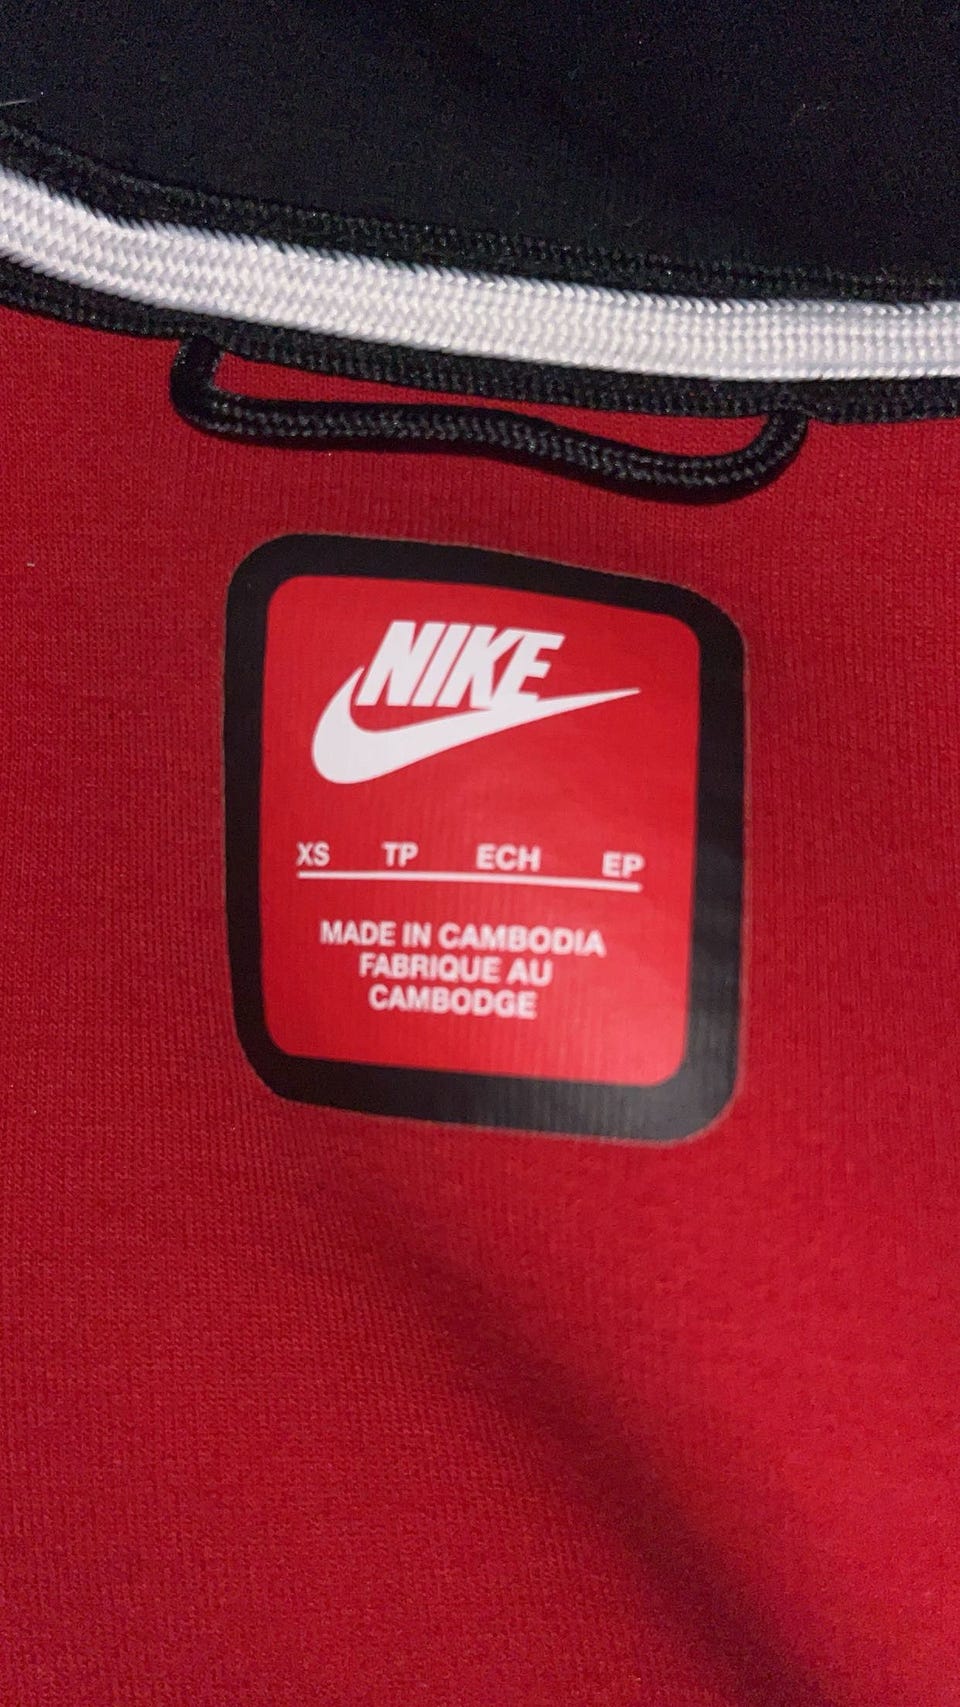 NIKE
XS TP ECH EP
MADE IN CAMBODIA
FABRIQUE AU
CAMBODGE